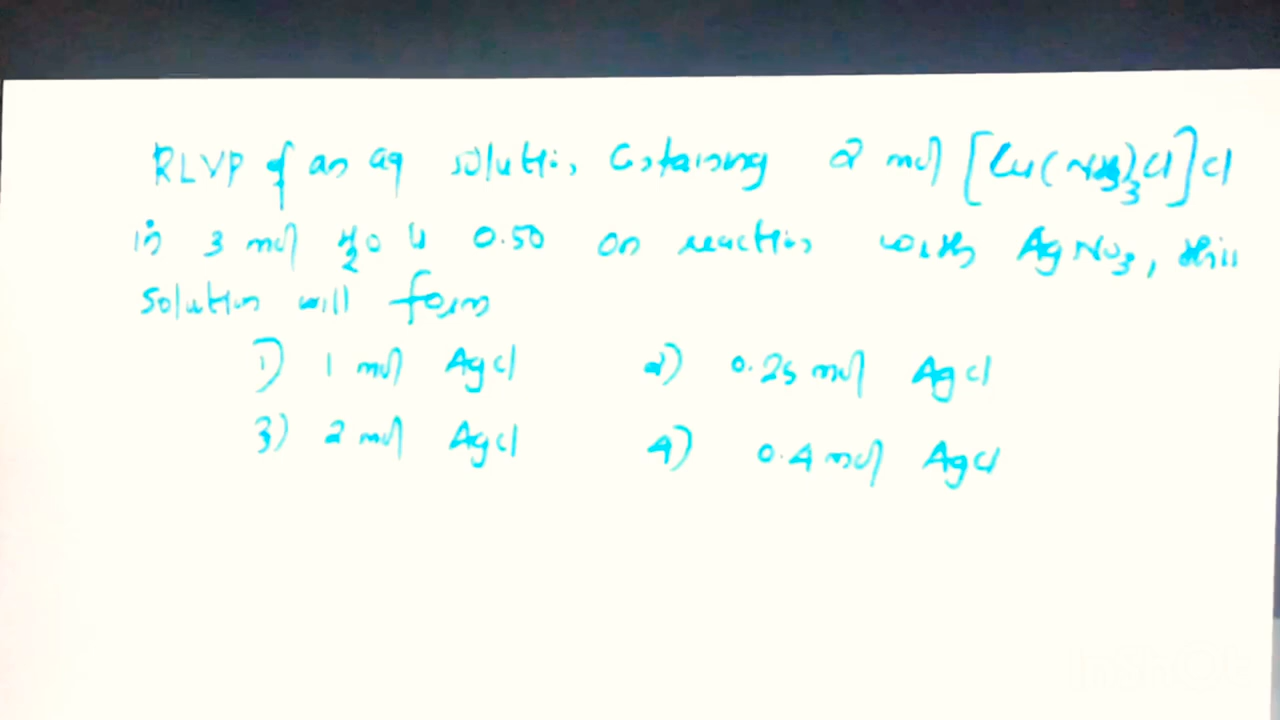 RLVP of an aq solution containing 2 mol [Cu(NH3)3Cl]Cl
in 3 mol H2O is 0.50 on reaction with AgNO3, this
solution will form
1) 1 mol AgCl 2) 0.25 mol AgCl
3) 2 mol AgCl 4) 0.4 mol AgCl